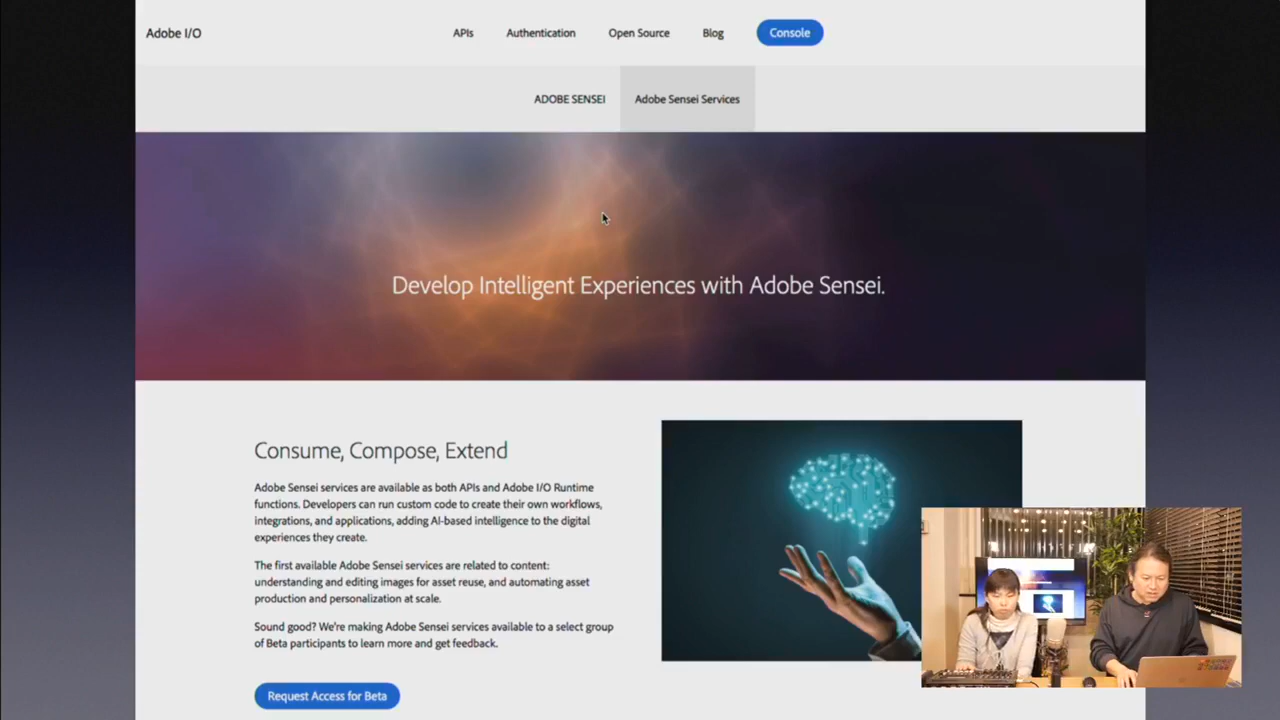 Adobe I/O
APIs
Authentication
Open Source
Blog
Console
ADOBE SENSEI
Adobe Sensei Services
Develop Intelligent Experiences with Adobe Sensei.
Consume, Compose, Extend
Adobe Sensei services are available as both APIs and Adobe I/O Runtime
functions. Developers can run custom code to create their own workflows,
integrations, and applications, adding AI-based intelligence to the digital
experiences they create.
The first available Adobe Sensei services are related to content:
understanding and editing images for asset reuse, and automating asset
production and personalization at scale.
Sound good? We're making Adobe Sensei services available to a select group
of Beta participants to learn more and get feedback.
Request Access for Beta